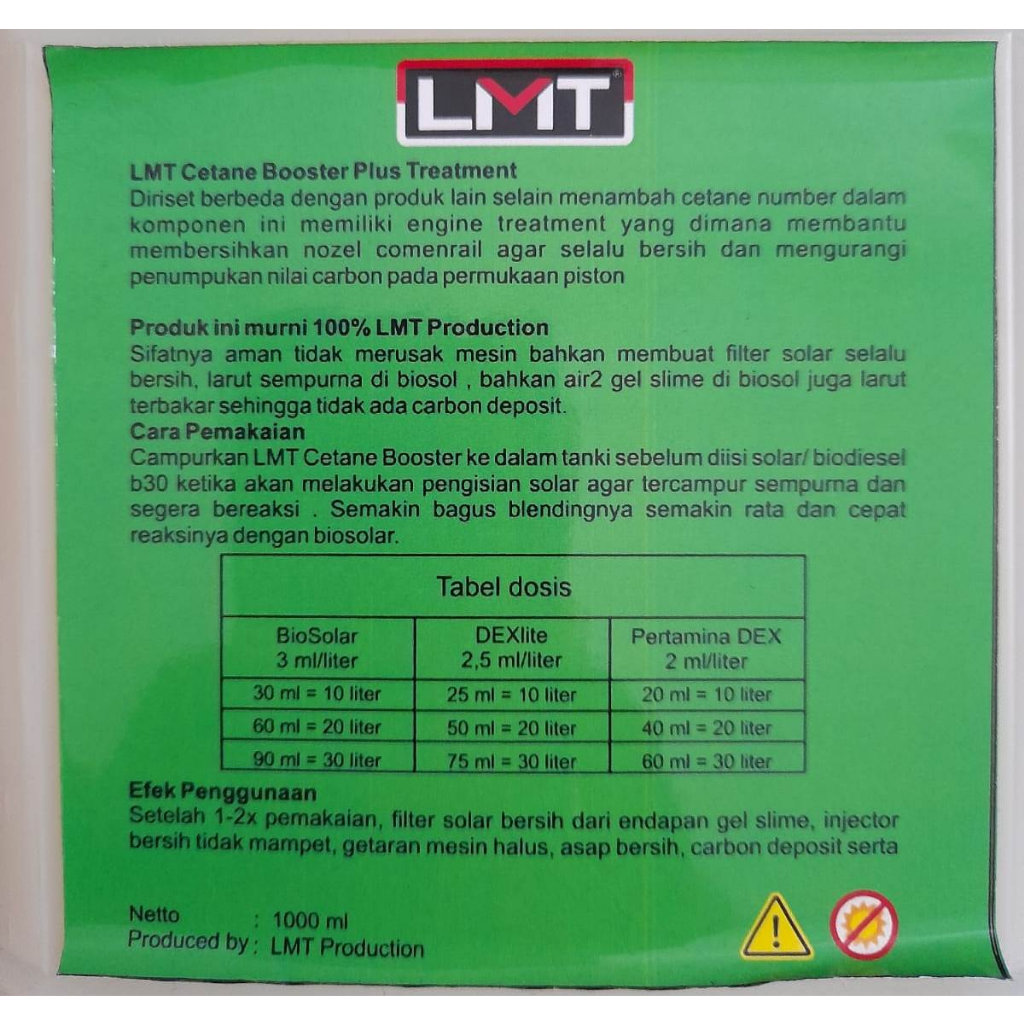 LMT®
LMT Cetane Booster Plus Treatment
Diriset berbeda dengan produk lain selain menambah cetane number dalam
komponen ini memiliki engine treatment yang dimana membantu
membersihkan nozel comenrail agar selalu bersih dan mengurangi
penumpukan nilai carbon pada permukaan piston
Produk ini murni 100% LMT Production
Sifatnya aman tidak merusak mesin bahkan membuat filter solar selalu
bersih, larut sempurna di biosol , bahkan air2 gel slime di biosol juga larut
terbakar sehingga tidak ada carbon deposit.
Cara Pemakaian
Campurkan LMT Cetane Booster ke dalam tanki sebelum diisi solar/ biodiesel
b30 ketika akan melakukan pengisian solar agar tercampur sempurna dan
segera bereaksi . Semakin bagus blendingnya semakin rata dan cepat
reaksinya dengan biosolar.
Tabel dosis
BioSolar DEXlite Pertamina DEX
3 ml/liter 2,5 ml/liter 2 ml/liter
30 ml = 10 liter 25 ml = 10 liter 20 ml = 10 liter
60 ml = 20 liter 50 ml = 20 liter 40 ml = 20 liter
90 ml = 30 liter 75 ml = 30 liter 60 ml = 30 liter
Efek Penggunaan
Setelah 1-2x pemakaian, filter solar bersih dari endapan gel slime, injector
bersih tidak mampet, getaran mesin halus, asap bersih, carbon deposit serta
Netto : 1000 ml
Produced by : LMT Production